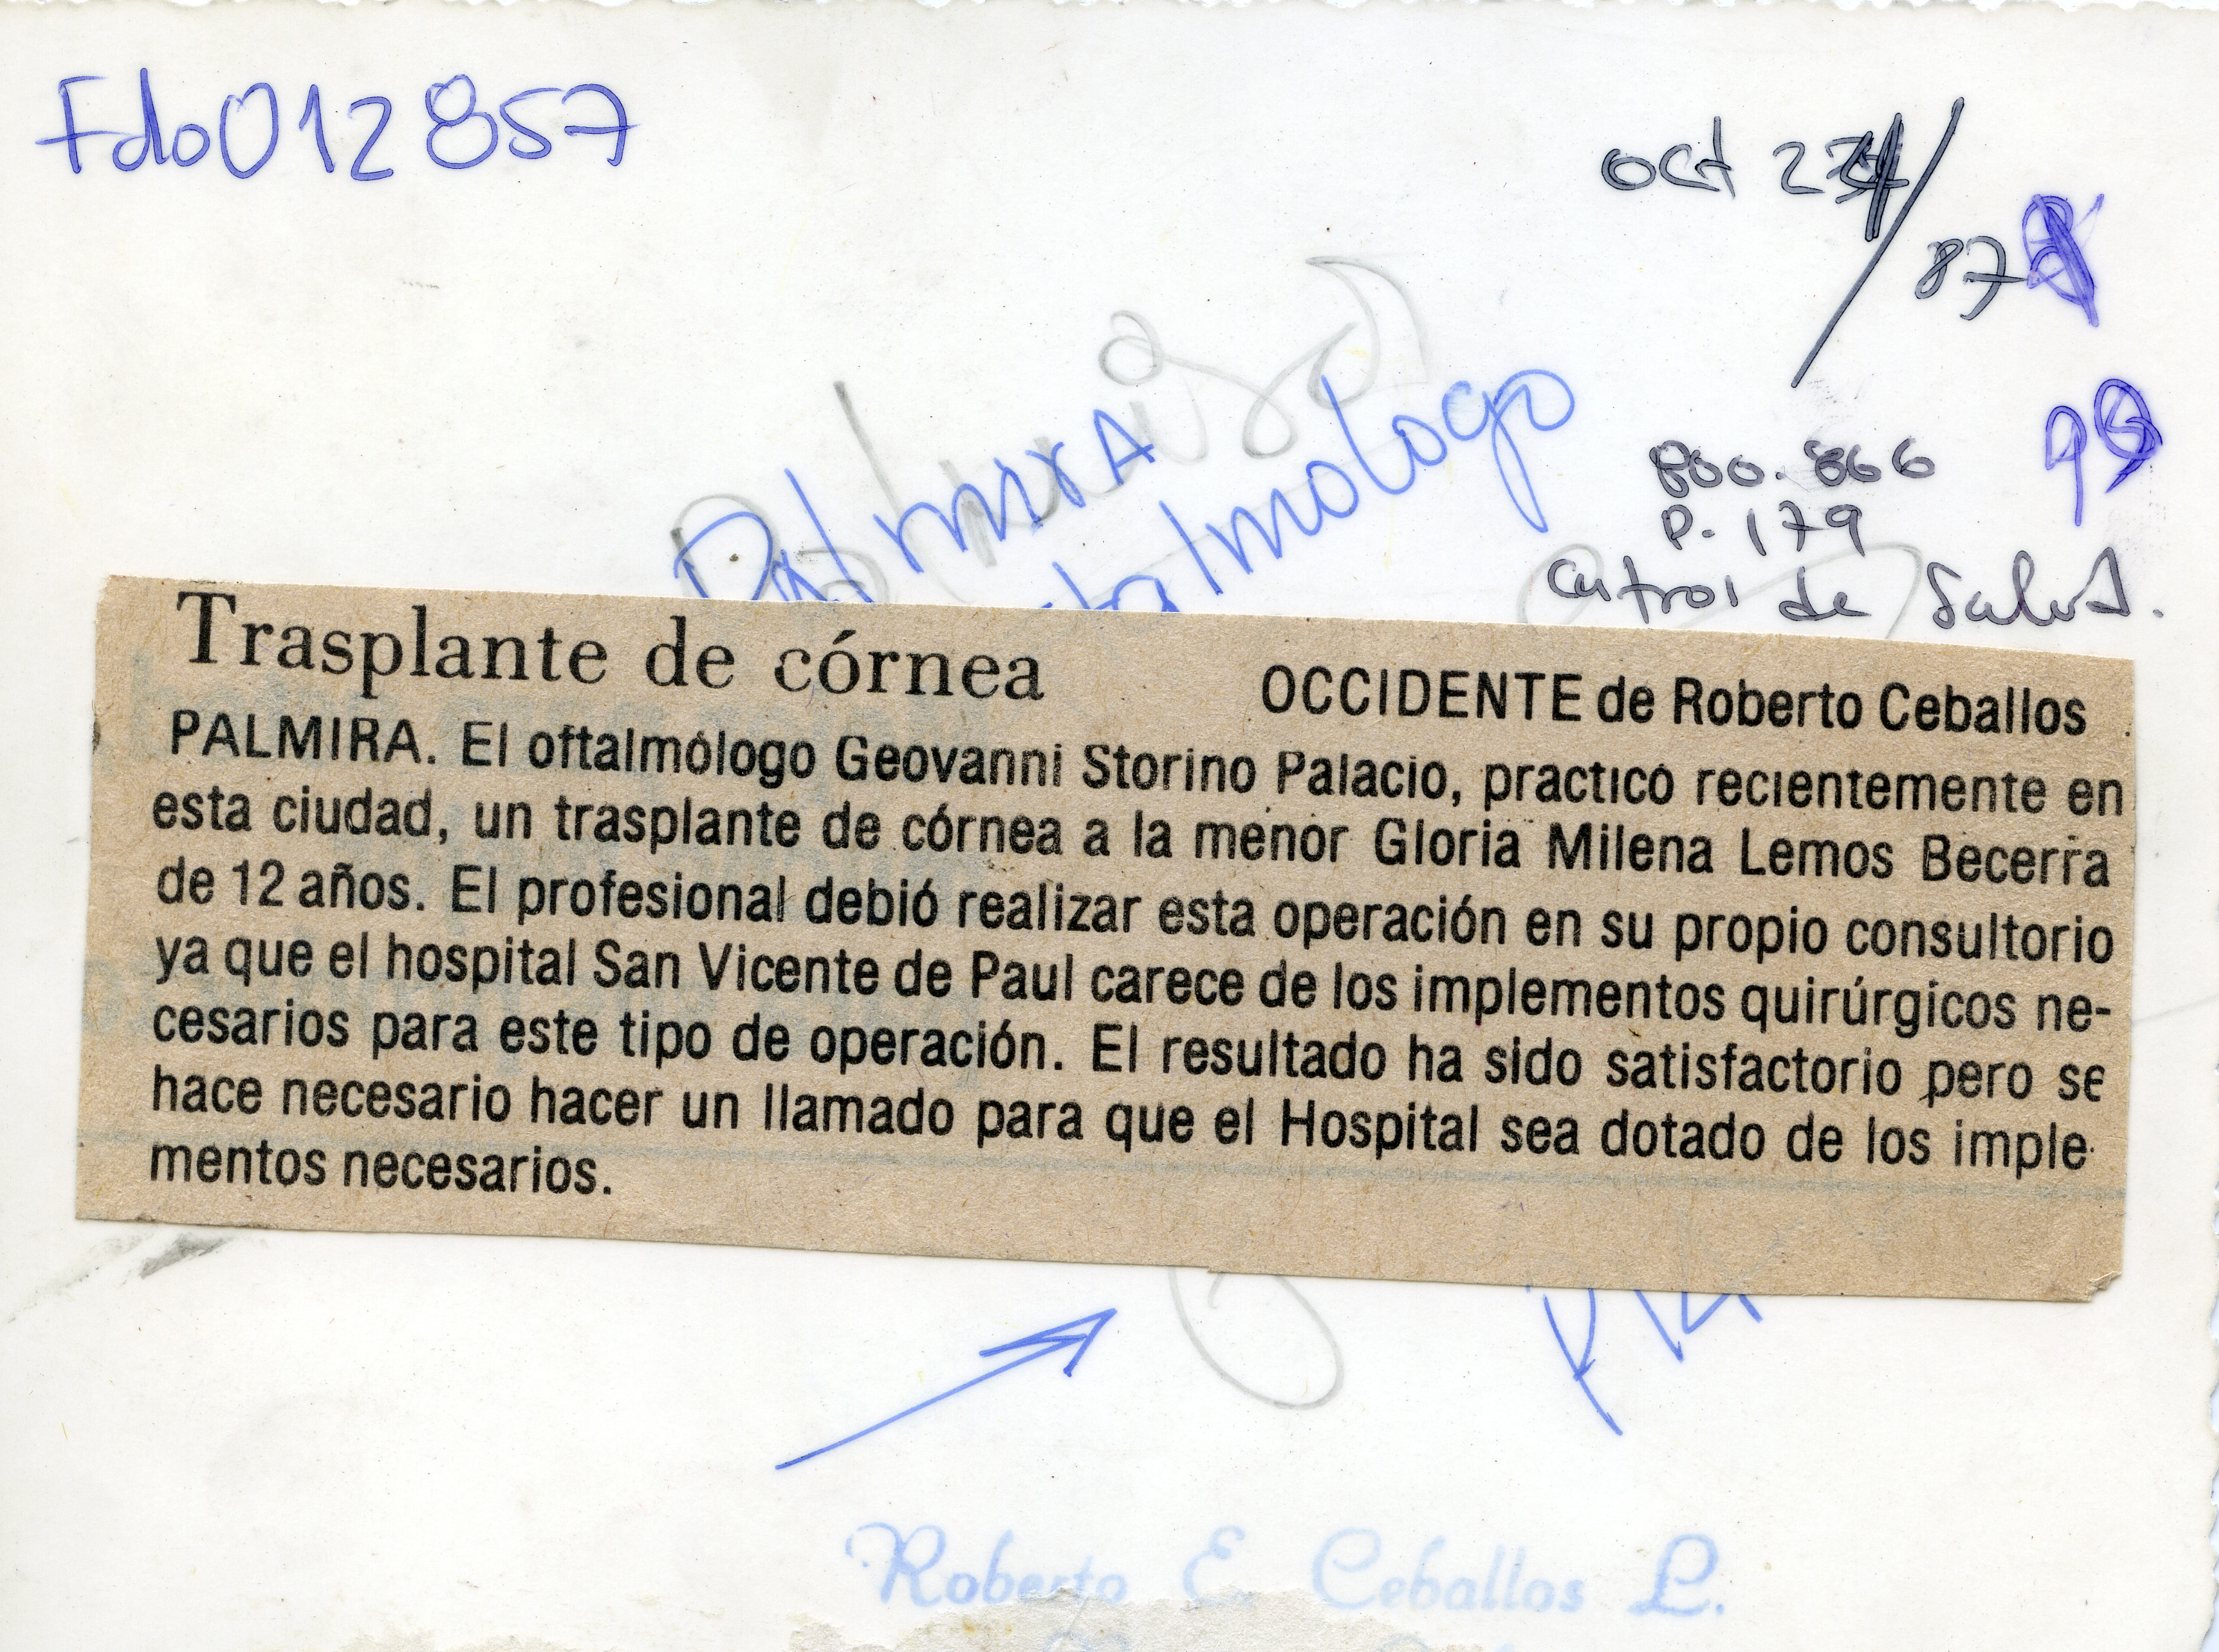 Fdo012857
oct 27/
87
800.866
P. 179
99
Palmira
talmologo
de Salud.
Trasplante de córnea
OCCIDENTE de Roberto Ceballos
PALMIRA. El oftalmólogo Geovanni Storino Palacio, practicó recientemente en
esta ciudad, un trasplante de córnea a la menor Gloria Milena Lemos Becerra
de 12 años. El profesional debió realizar esta operación en su propio consultorio
ya que el hospital San Vicente de Paul carece de los implementos quirúrgicos ne-
cesarios para este tipo de operación. El resultado ha sido satisfactorio pero se
hace necesario hacer un llamado para que el Hospital sea dotado de los imple-
mentos necesarios.
Roberto E. Ceballos L.